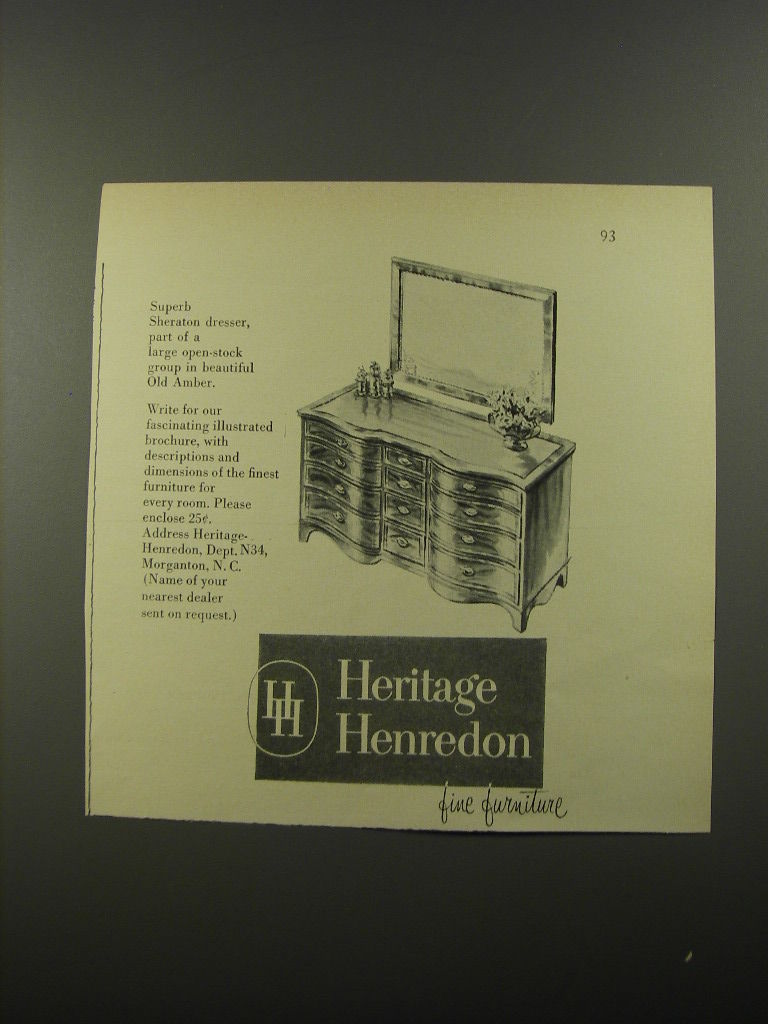 93
Superb
Sheraton dresser,
part of a
large open-stock
group in beautiful
Old Amber.
Write for our
fascinating illustrated
brochure, with
descriptions and
dimensions of the finest
furniture for
every room. Please
enclose 25¢.
Address Heritage-
Henredon, Dept. N34,
Morganton, N. C.
(Name of your
nearest dealer
sent on request.)
HH
Heritage
Henredon
fine furniture